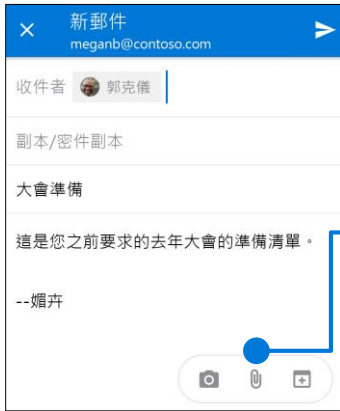 新郵件
meganb@contoso.com
收件者 郭克儀
副本/密件副本
大會準備
這是您之前要求的去年大會的準備清單。
--媚卉